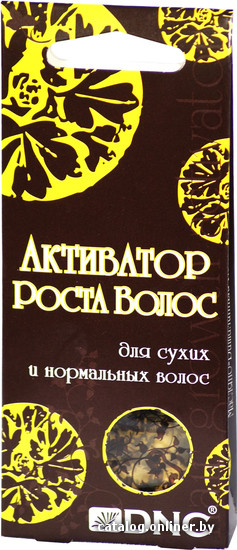 АКТИВАТОР
РОСТА ВОЛОС
для сухих
и нормальных волос
DNC®
catalog.onliner.by